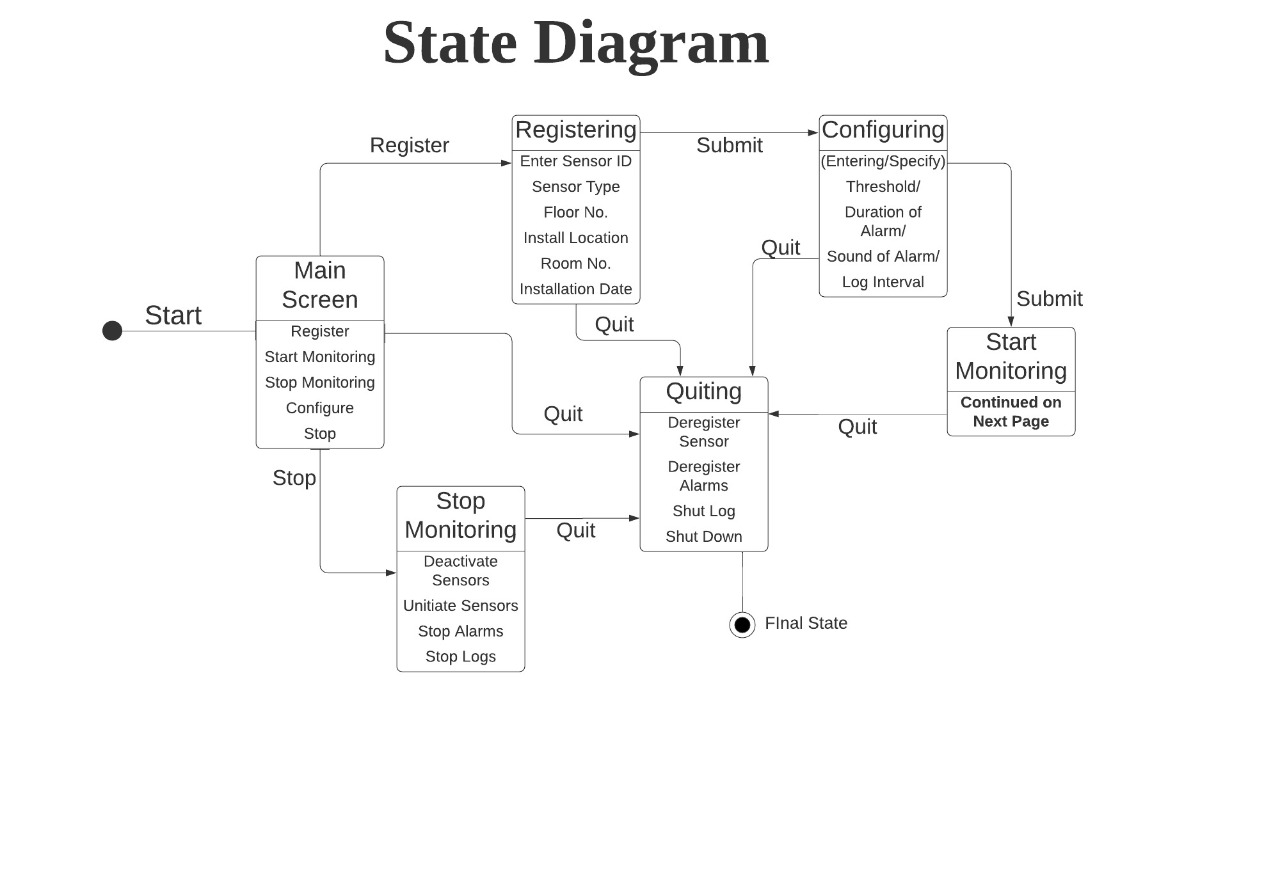 State Diagram
Register
Registering
Enter Sensor ID
Sensor Type
Floor No.
Install Location
Room No.
Installation Date
Submit
Configuring
(Entering/Specify)
Threshold/
Duration of
Alarm/
Sound of Alarm/
Log Interval
Quit
Submit
Start
Main
Screen
Register
Start Monitoring
Stop Monitoring
Configure
Stop
Quit
Quit
Quiting
Deregister
Sensor
Deregister
Alarms
Shut Log
Shut Down
Start
Monitoring
Continued on
Next Page
Quit
Stop
Stop
Monitoring
Deactivate
Sensors
Unitiate Sensors
Stop Alarms
Stop Logs
Quit
FInal State